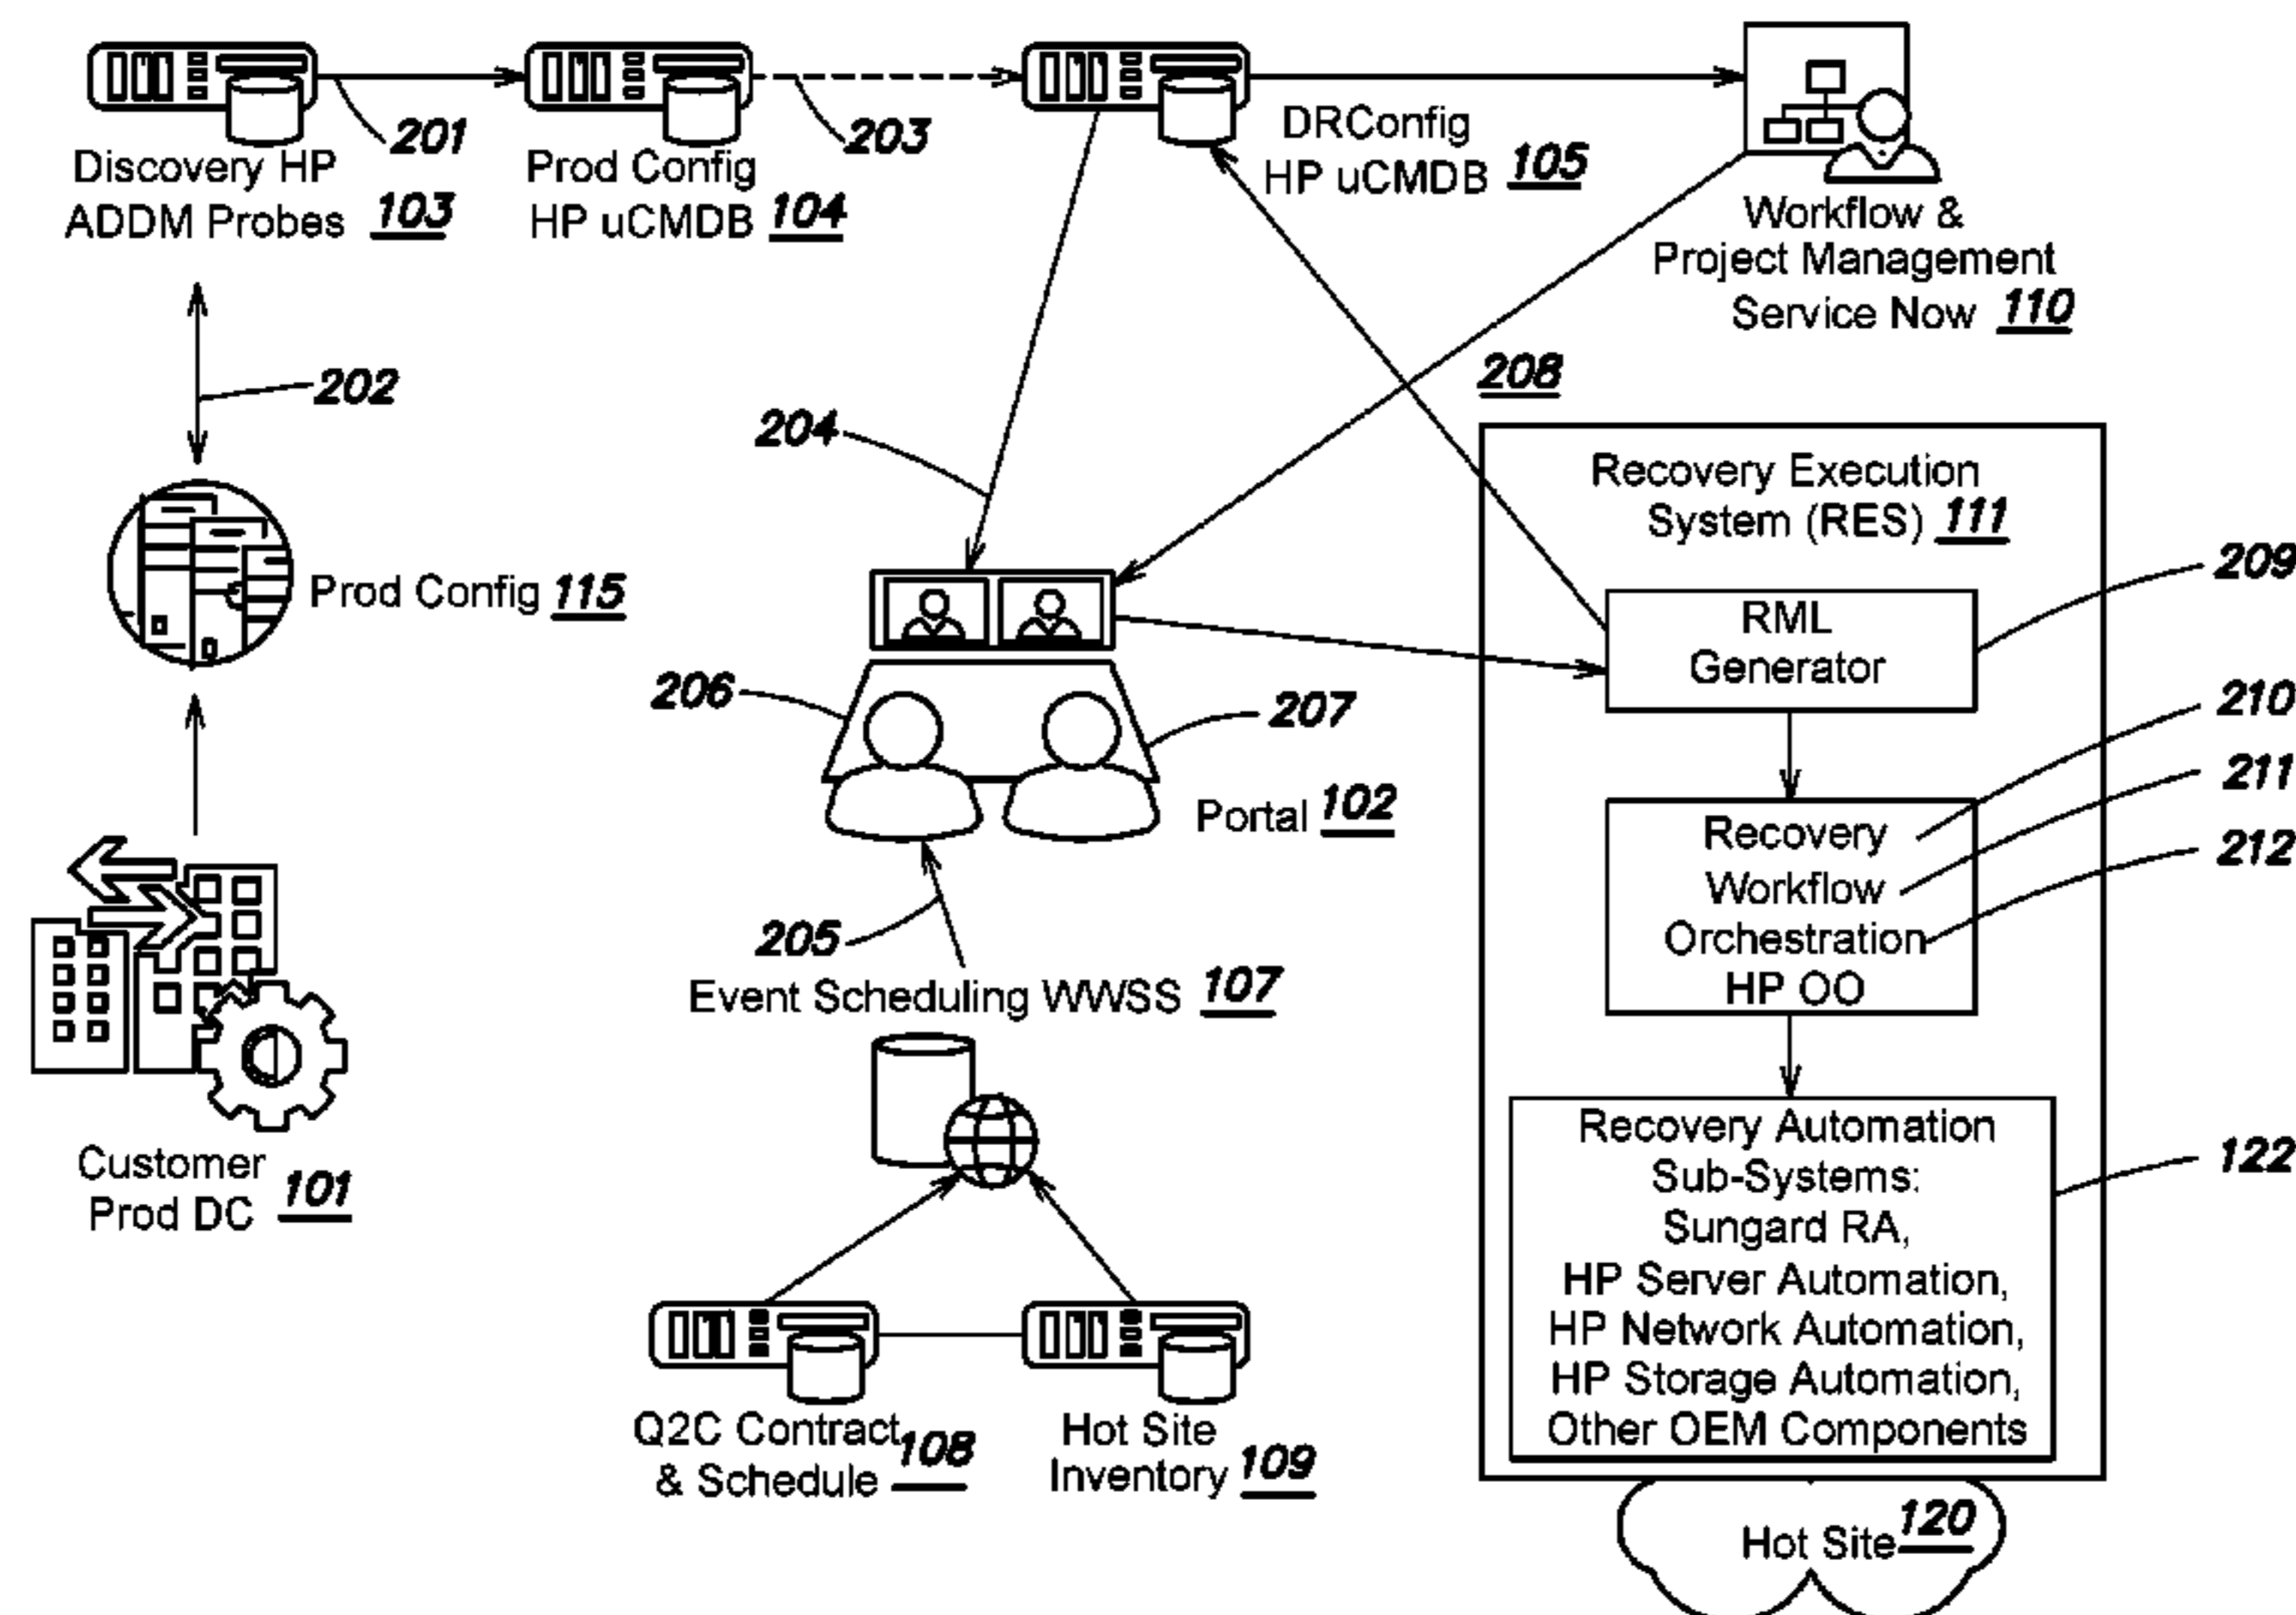 201
Discovery HP
ADDM Probes 103
203
Prod Config
HP uCMDB 104
DRConfig
HP uCMDB 105
Workflow &
Project Management
Service Now 110
202
Prod Config 115
204
208
206
207
Portal 102
205
Event Scheduling WWSS 107
Customer
Prod DC 101
Q2C Contract
& Schedule 108
Hot Site
Inventory 109
Recovery Execution
System (RES) 111
RML
Generator
209
Recovery
Workflow
Orchestration
HP OO
210
211
212
Recovery Automation
Sub-Systems:
Sungard RA,
HP Server Automation,
HP Network Automation,
HP Storage Automation,
Other OEM Components
122
Hot Site 120